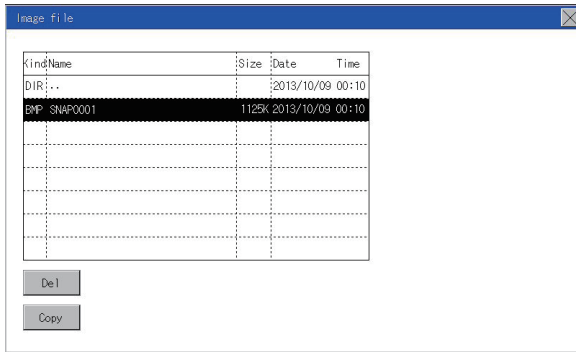 Image file
Kind Name Size Date Time
DIR .. 2013/10/09 00:10
BMP SNAP0001 1125K 2013/10/09 00:10
Del
Copy